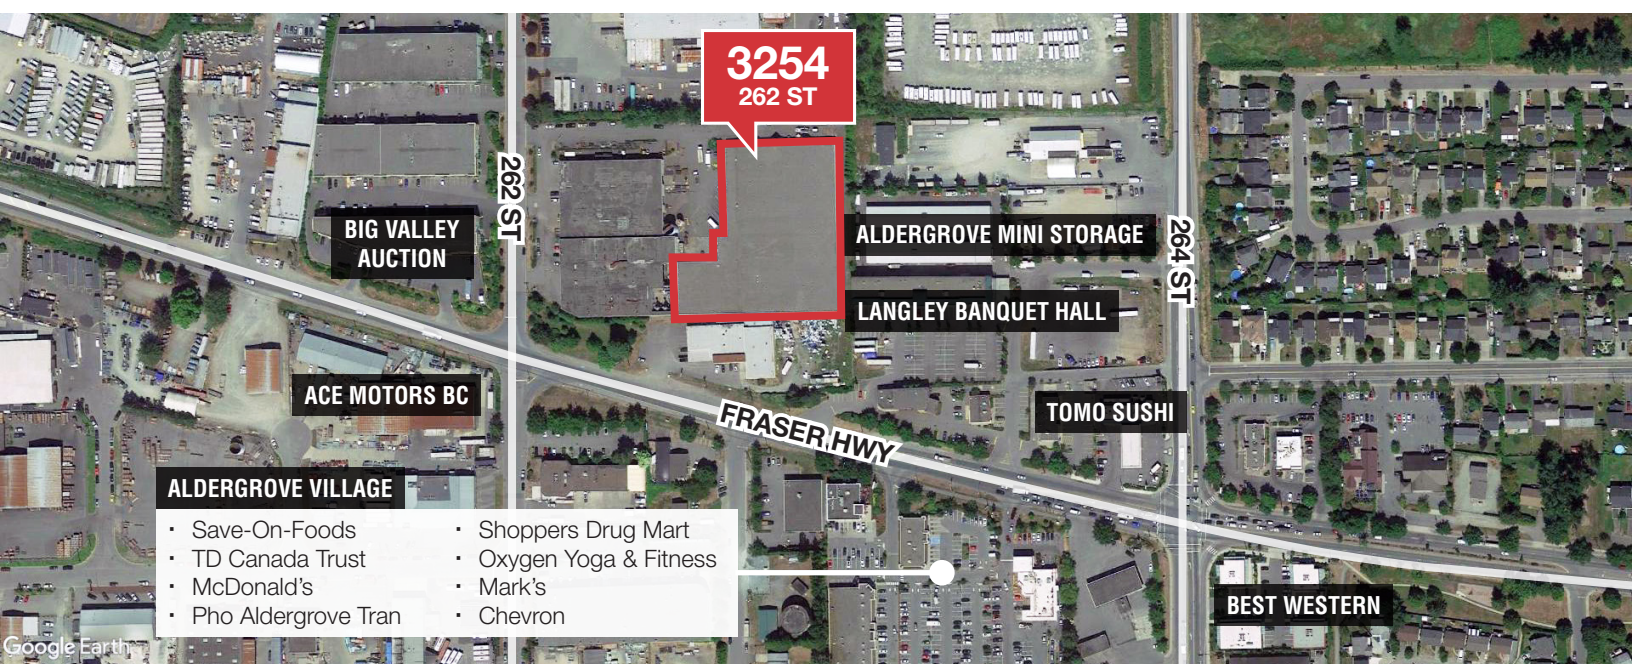 3254
262 ST
262 ST
BIG VALLEY
AUCTION
ALDERGROVE MINI STORAGE
264 ST
LANGLEY BANQUET HALL
ACE MOTORS BC
FRASER HWY
TOMO SUSHI
ALDERGROVE VILLAGE
· Save-On-Foods
· TD Canada Trust
· McDonald’s
· Pho Aldergrove Tran
· Shoppers Drug Mart
· Oxygen Yoga & Fitness
· Mark’s
· Chevron
BEST WESTERN
Google Earth